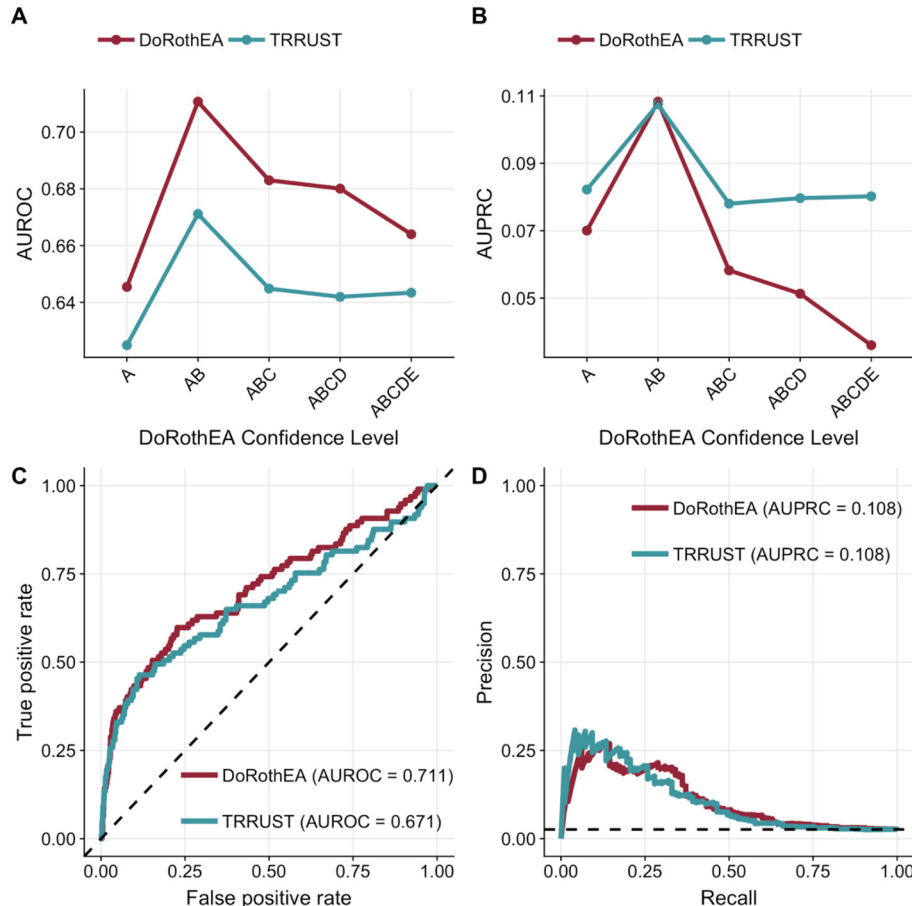 A
DoRothEA TRRUST
0.70
0.68
0.66
0.64
AUROC
A
AB
ABC
ABCD
ABCDE
DoRothEA Confidence Level
B
DoRothEA TRRUST
0.11
0.09
0.07
0.05
AUPRC
A
AB
ABC
ABCD
ABCDE
DoRothEA Confidence Level
C
1.00
0.75
0.50
0.25
0.00
True positive rate
DoRothEA (AUROC = 0.711)
TRRUST (AUROC = 0.671)
0.00 0.25 0.50 0.75 1.00
False positive rate
D
1.00
0.75
0.50
0.25
0.00
Precision
DoRothEA (AUPRC = 0.108)
TRRUST (AUPRC = 0.108)
0.00 0.25 0.50 0.75 1.00
Recall